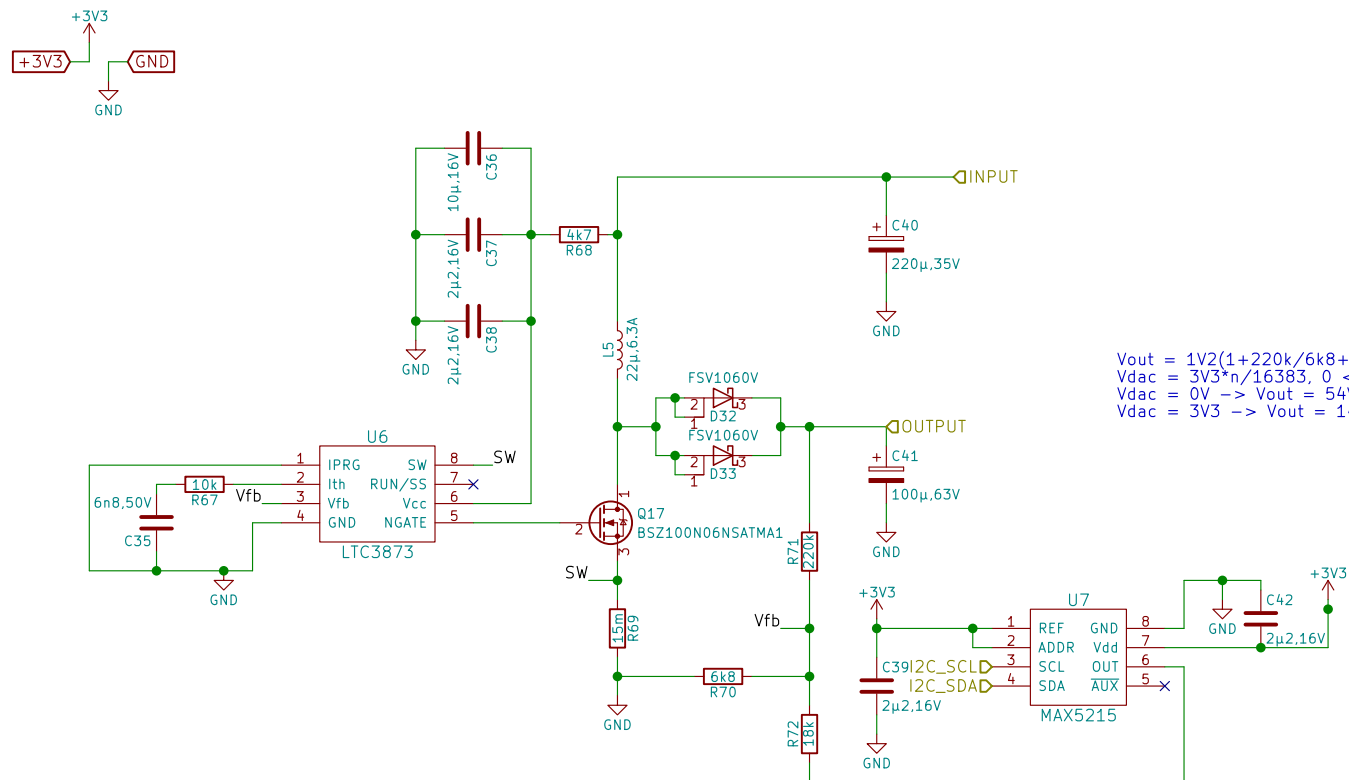 +3V3
+3V3
GND
GND
10µ,16V
C36
2µ2,16V
C37
2µ2,16V
C38
GND
4k7
R68
INPUT
+
C40
220µ,35V
GND
L5
22µ,6.3A
Vout = 1V2(1+220k/6k8+
Vdac = 3V3*n/16383, 0 <
Vdac = 0V -> Vout = 54
Vdac = 3V3 -> Vout = 1
FSV1060V
2
3
1
D32
FSV1060V
2
3
1
D33
OUTPUT
+
C41
100µ,63V
GND
U6
1 IPRG SW 8 SW
2 Ith RUN/SS 7
Vfb 3 Vfb Vcc 6
4 GND NGATE 5
LTC3873
10k
R67
6n8,50V
C35
GND
1
2
3
Q17
BSZ100N06NSATMA1
SW
15m
R69
GND
R71
220k
Vfb
6k8
R70
R72
18k
+3V3
C39
2µ2,16V
GND
I2C_SCL
I2C_SDA
U7
1 REF GND 8
2 ADDR Vdd 7
3 SCL OUT 6
4 SDA AUX 5
MAX5215
GND
C42
2µ2,16V
+3V3